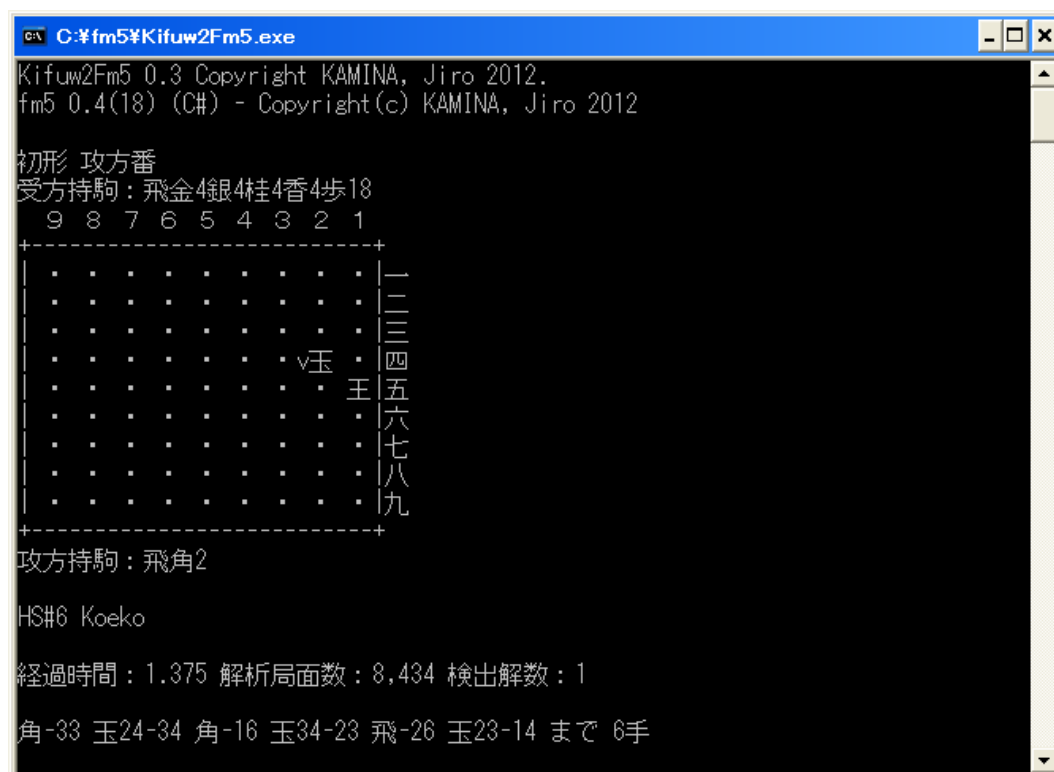 C:¥fm5¥Kifuw2Fm5.exe
Kifuw2Fm5 0.3 Copyright KAMINA, Jiro 2012.
fm5 0.4(18) (C#) - Copyright(c) KAMINA, Jiro 2012
初形 攻方番
受方持駒：飛金4銀4桂4香4歩18
９ ８ ７ ６ ５ ４ ３ ２ １
+---------------------------+
| ・ ・ ・ ・ ・ ・ ・ ・ ・|一
| ・ ・ ・ ・ ・ ・ ・ ・ ・|二
| ・ ・ ・ ・ ・ ・ ・ ・ ・|三
| ・ ・ ・ ・ ・ ・ ・v玉 ・|四
| ・ ・ ・ ・ ・ ・ ・ ・ 王|五
| ・ ・ ・ ・ ・ ・ ・ ・ ・|六
| ・ ・ ・ ・ ・ ・ ・ ・ ・|七
| ・ ・ ・ ・ ・ ・ ・ ・ ・|八
| ・ ・ ・ ・ ・ ・ ・ ・ ・|九
+---------------------------+
攻方持駒：飛角2
HS#6 Koeko
経過時間：1.375 解析局面数：8,434 検出解数：1
角-33 玉24-34 角-16 玉34-23 飛-26 玉23-14 まで 6手